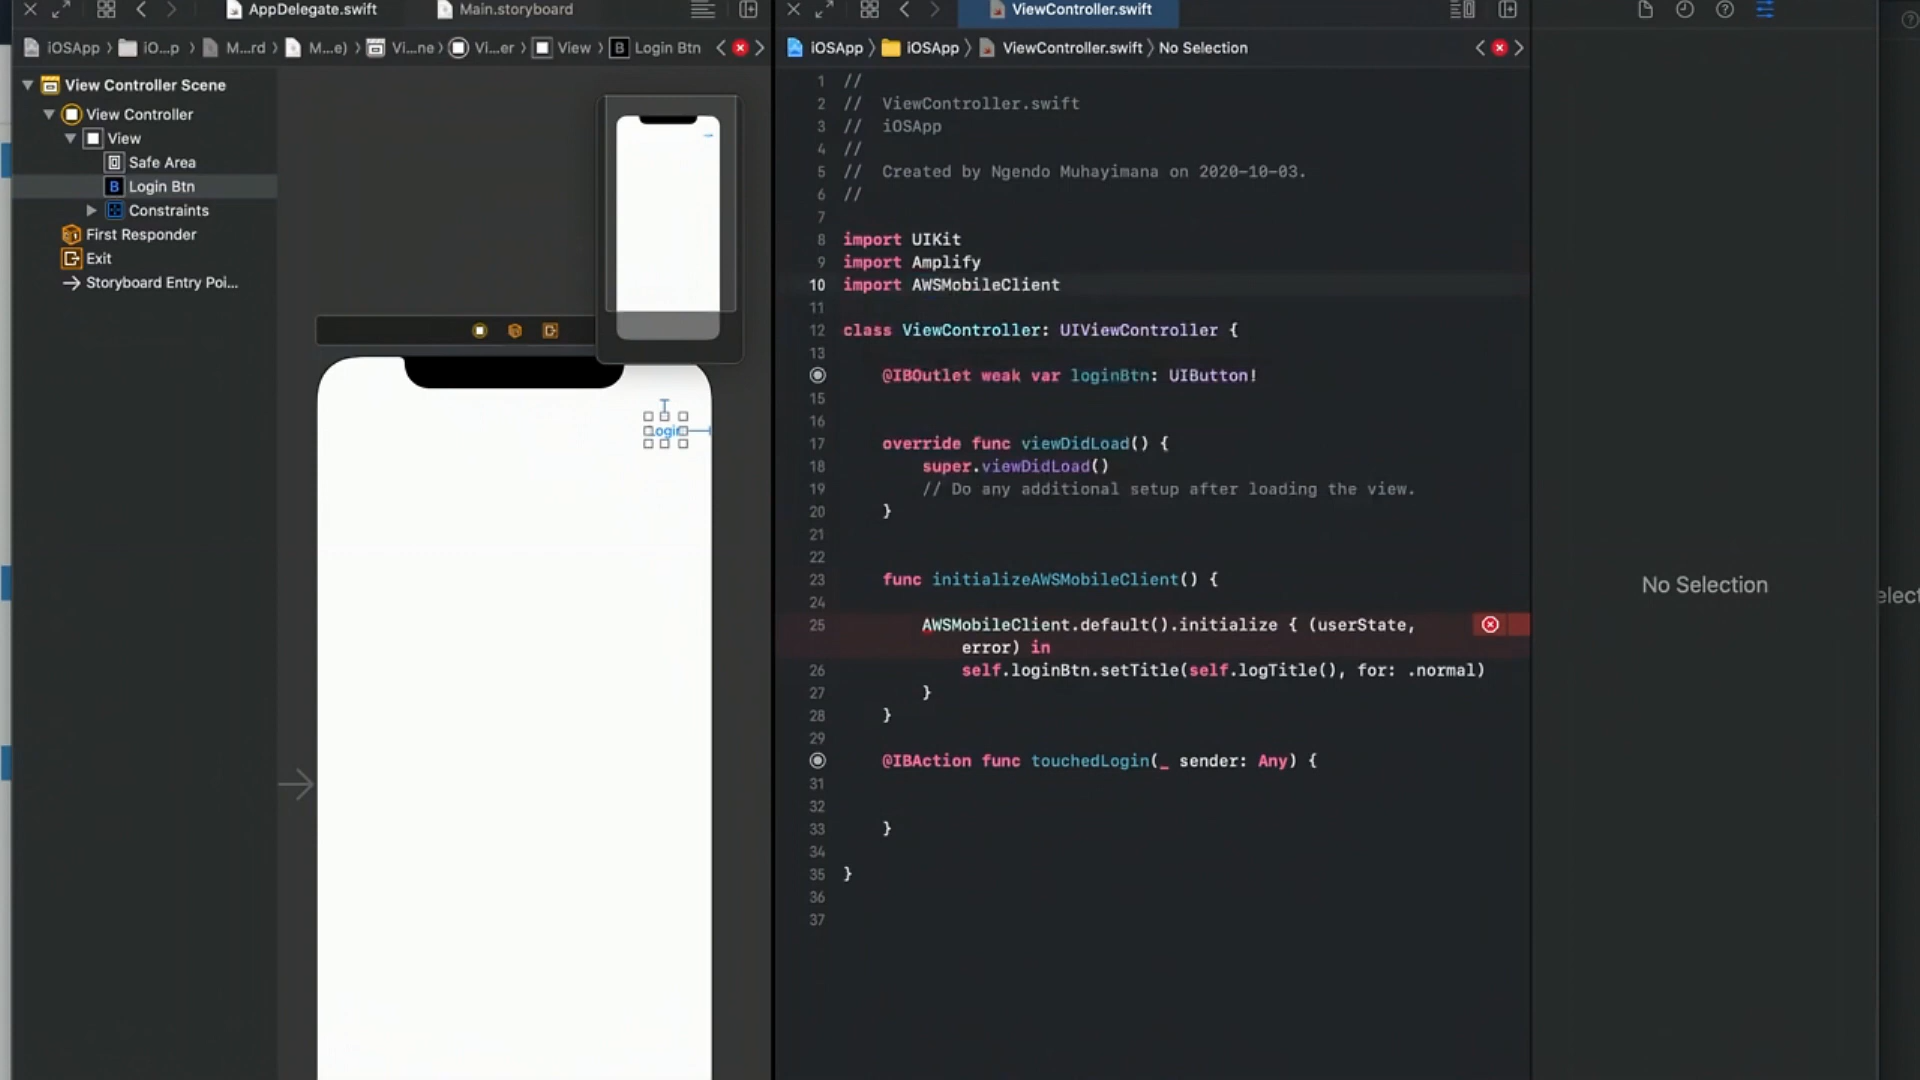 AppDelegate.swift
Main.storyboard
iOSApp
iO...p
M...rd
M...e)
Vi...ne)
Vi...er
View
B
Login Btn
View Controller Scene
View Controller
View
Safe Area
B Login Btn
Constraints
First Responder
Exit
Storyboard Entry Poi...
Login
ViewController.swift
iOSApp
iOSApp
ViewController.swift
No Selection
1 //
2 //  ViewController.swift
3 //  iOSApp
4 //
5 //  Created by Ngendo Muhayimana on 2020-10-03.
6 //
7
8 import UIKit
9 import Amplify
10 import AWSMobileClient
11
12 class ViewController: UIViewController {
13
@IBOutlet weak var loginBtn: UIButton!
15
16
17 override func viewDidLoad() {
18 super.viewDidLoad()
19 // Do any additional setup after loading the view.
20 }
21
22
23 func initializeAWSMobileClient() {
24
25 AWSMobileClient.default().initialize { (userState,
error) in
26 self.loginBtn.setTitle(self.logTitle(), for: .normal)
27 }
28 }
29
@IBAction func touchedLogin(_ sender: Any) {
31
32
33 }
34
35 }
36
37
No Selection
elect